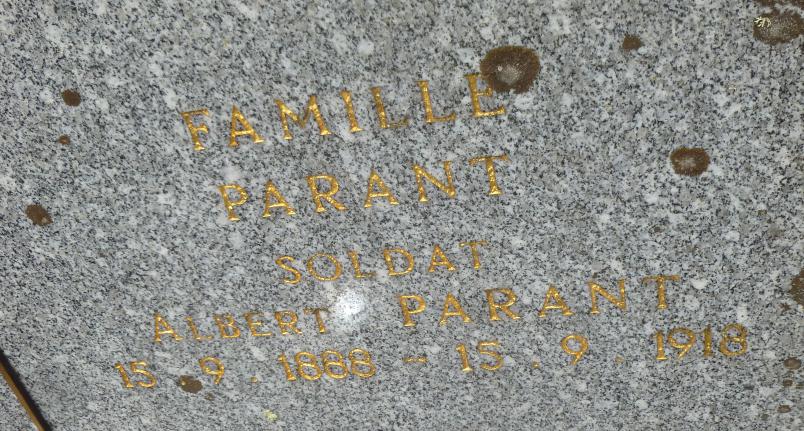 FAMILLE
PARANT
SOLDAT
ALBERT PARANT
15.9.1888 - 15.9.1918